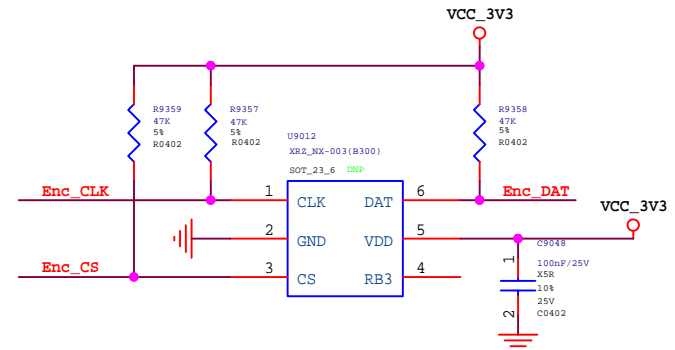 VCC_3V3
R9359
47K
5%
R0402
R9357
47K
5%
R0402
R9358
47K
5%
R0402
U9012
XRZ_NX-003(B300)
SOT_23_6 DNP
Enc_CLK
1
CLK
DAT
6
Enc_DAT
VCC_3V3
2
GND
VDD
5
Enc_CS
3
CS
RB3
4
C9048
1
100nF/25V
X5R
10%
25V
2
C0402